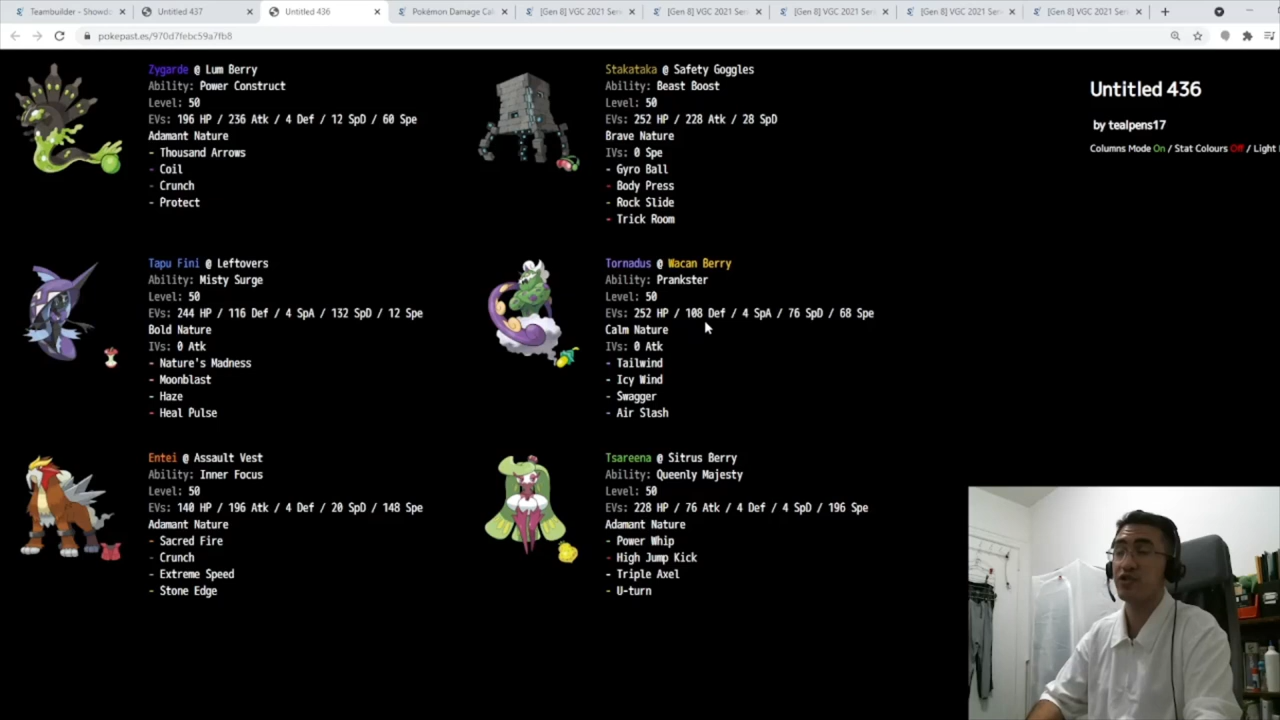 Teambuilder - Showd
Untitled 437
Untitled 436
Pokémon Damage Cal
[Gen 8] VGC 2021 Seri
[Gen 8] VGC 2021 Seri
[Gen 8] VGC 2021 Seri
[Gen 8] VGC 2021 Seri
[Gen 8] VGC 2021 Seri
pokepast.es/970d7febc59a7fb8
Zygarde @ Lum Berry
Ability: Power Construct
Level: 50
EVs: 196 HP / 236 Atk / 4 Def / 12 SpD / 60 Spe
Adamant Nature
- Thousand Arrows
- Coil
- Crunch
- Protect
Stakataka @ Safety Goggles
Ability: Beast Boost
Level: 50
EVs: 252 HP / 228 Atk / 28 SpD
Brave Nature
IVs: 0 Spe
- Gyro Ball
- Body Press
- Rock Slide
- Trick Room
Untitled 436
by tealpens17
Columns Mode On / Stat Colours Off / Light
Tapu Fini @ Leftovers
Ability: Misty Surge
Level: 50
EVs: 244 HP / 116 Def / 4 SpA / 132 SpD / 12 Spe
Bold Nature
IVs: 0 Atk
- Nature's Madness
- Moonblast
- Haze
- Heal Pulse
Tornadus @ Wacan Berry
Ability: Prankster
Level: 50
EVs: 252 HP / 108 Def / 4 SpA / 76 SpD / 68 Spe
Calm Nature
IVs: 0 Atk
- Tailwind
- Icy Wind
- Swagger
- Air Slash
Entei @ Assault Vest
Ability: Inner Focus
Level: 50
EVs: 140 HP / 196 Atk / 4 Def / 20 SpD / 148 Spe
Adamant Nature
- Sacred Fire
- Crunch
- Extreme Speed
- Stone Edge
Tsareena @ Sitrus Berry
Ability: Queenly Majesty
Level: 50
EVs: 228 HP / 76 Atk / 4 Def / 4 SpD / 196 Spe
Adamant Nature
- Power Whip
- High Jump Kick
- Triple Axel
- U-turn